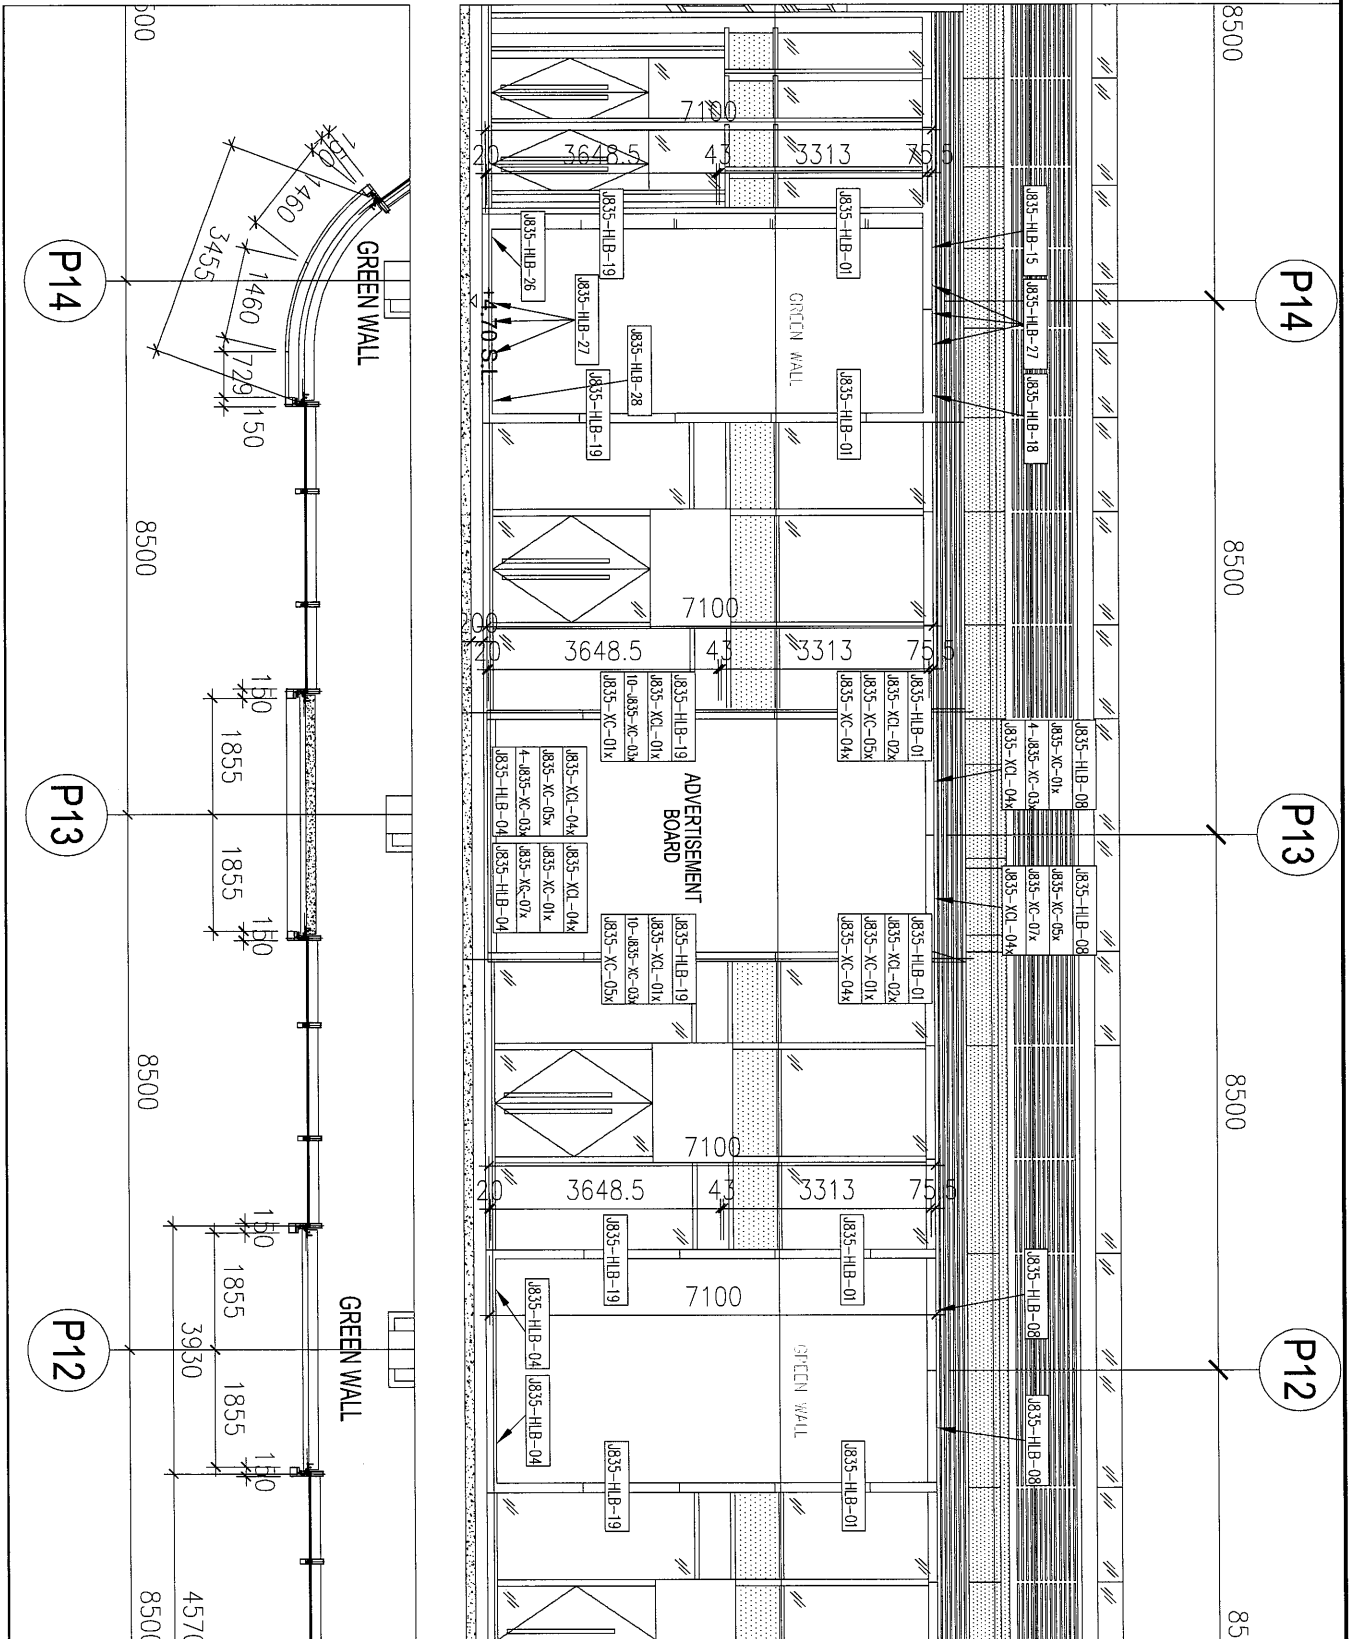 8500
8500
8500
85
P14
P13
P12
J835-HLB-15
J835-HLB-27
J835-HLB-18
J835-HLB-08
J835-XC-01x
4-J835-XC-03x
J835-XCL-04x
J835-HLB-08
J835-XC-05x
J835-XC-07x
J835-XCL-04x
J835-HLB-08
J835-HLB-08
75.5
3313
43
3648.5
20
7100
J835-HLB-01
J835-HLB-19
GREEN WALL
J835-HLB-01
J835-HLB-19
J835-HLB-26
J835-HLB-27
J835-HLB-28
+4.70 S.L.
75.5
3313
43
3648.5
20
7100
J835-HLB-01
J835-XCL-02x
J835-XC-05x
J835-XC-04x
J835-HLB-19
J835-XCL-01x
10-J835-XC-03x
J835-XC-01x
ADVERTISEMENT
BOARD
J835-HLB-01
J835-XCL-02x
J835-XC-01x
J835-XC-04x
J835-HLB-19
J835-XCL-01x
10-J835-XC-03x
J835-XC-05x
J835-XCL-04x
J835-XC-05x
4-J835-XC-03x
J835-HLB-04
J835-XCL-04x
J835-XC-01x
J835-XC-07x
J835-HLB-04
75.5
3313
43
3648.5
20
7100
J835-HLB-01
J835-HLB-19
7100
GREEN WALL
J835-HLB-04
J835-HLB-04
J835-HLB-01
J835-HLB-19
GREEN WALL
GREEN WALL
150
1460
1460
3455
729
150
150
1855
1855
150
150
1855
1855
150
3930
4570
8500
8500
8500
P14
P13
P12